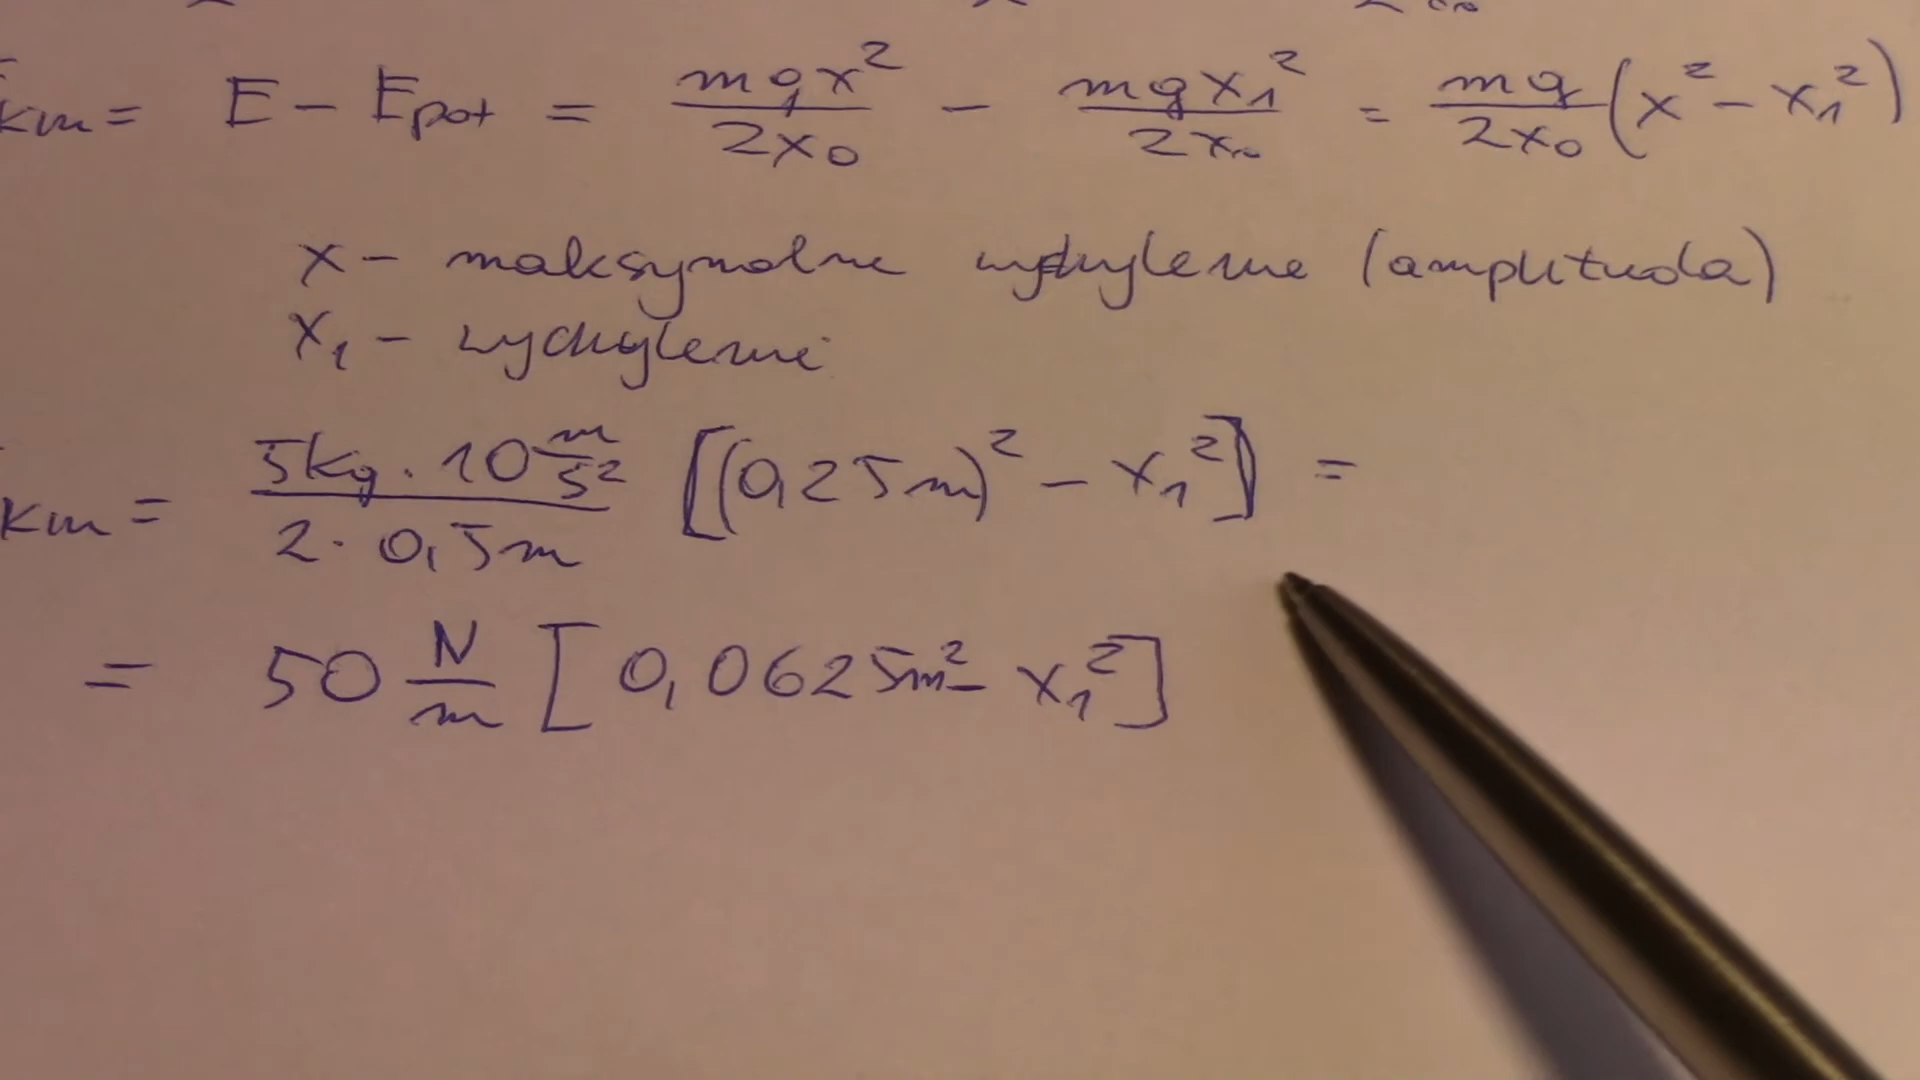 km = E - Epot = mgx²/2x₀ - mgx₁²/2x₀ = mg/2x₀ (x² - x₁²)
x - maksymalne wychylenie (amplituda)
x₁ - wychylenie
km = 5kg · 10 m/s² / 2 · 0,5m [(0,25m)² - x₁²] =
= 50 N/m [0,0625m² - x₁²]